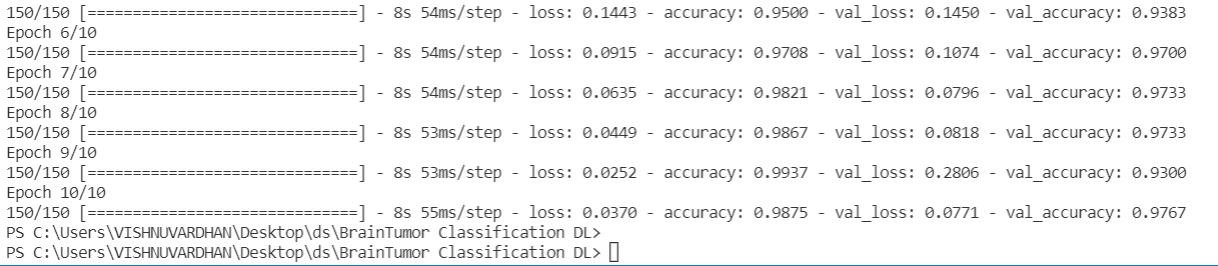 150/150 [==============================] - 8s 54ms/step - loss: 0.1443 - accuracy: 0.9500 - val_loss: 0.1450 - val_accuracy: 0.9383
Epoch 6/10
150/150 [==============================] - 8s 54ms/step - loss: 0.0915 - accuracy: 0.9708 - val_loss: 0.1074 - val_accuracy: 0.9700
Epoch 7/10
150/150 [==============================] - 8s 54ms/step - loss: 0.0635 - accuracy: 0.9821 - val_loss: 0.0796 - val_accuracy: 0.9733
Epoch 8/10
150/150 [==============================] - 8s 53ms/step - loss: 0.0449 - accuracy: 0.9867 - val_loss: 0.0818 - val_accuracy: 0.9733
Epoch 9/10
150/150 [==============================] - 8s 53ms/step - loss: 0.0252 - accuracy: 0.9937 - val_loss: 0.2806 - val_accuracy: 0.9300
Epoch 10/10
150/150 [==============================] - 8s 55ms/step - loss: 0.0370 - accuracy: 0.9875 - val_loss: 0.0771 - val_accuracy: 0.9767
PS C:\Users\VISHNUVARDHAN\Desktop\ds\BrainTumor Classification DL>
PS C:\Users\VISHNUVARDHAN\Desktop\ds\BrainTumor Classification DL>